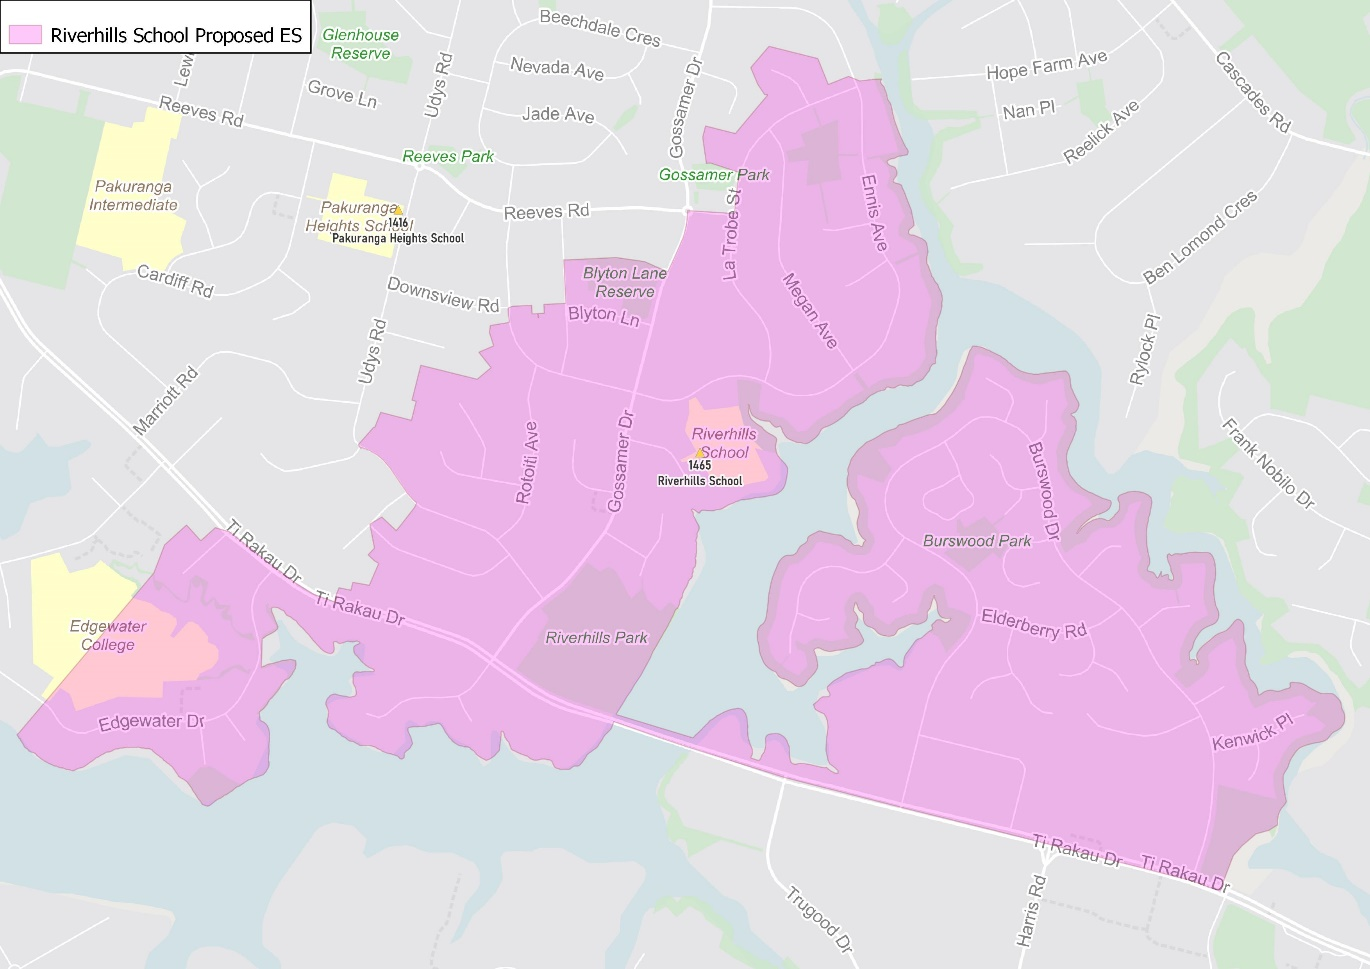 Riverhills School Proposed ES
Glenhouse
Reserve
Beechdale Cres
Lew
Udys Rd
Nevada Ave
Gossamer Dr
Hope Farm Ave
Cascades Rd
Grove Ln
Reeves Rd
Jade Ave
Nan Pl
Reelick Ave
Reeves Park
Gossamer Park
Pakuranga
Intermediate
Pakuranga
Heights School
1416
Pakuranga Heights School
Reeves Rd
La Trobe St
Ennis Ave
Ben Lomond Cres
Cardiff Rd
Downsview Rd
Blyton Lane
Reserve
Blyton Ln
Megan Ave
Udys Rd
Rylock Pl
Marriott Rd
Rotoiti Ave
Gossamer Dr
Riverhills
School
1465
Riverhills School
Burswood Dr
Frank Nobilo Dr
Burswood Park
Ti Rakau Dr
Ti Rakau Dr
Edgewater
College
Riverhills Park
Elderberry Rd
Edgewater Dr
Kenwick Pl
Ti Rakau Dr
Ti Rakau Dr
Trugood Dr
Harris Rd